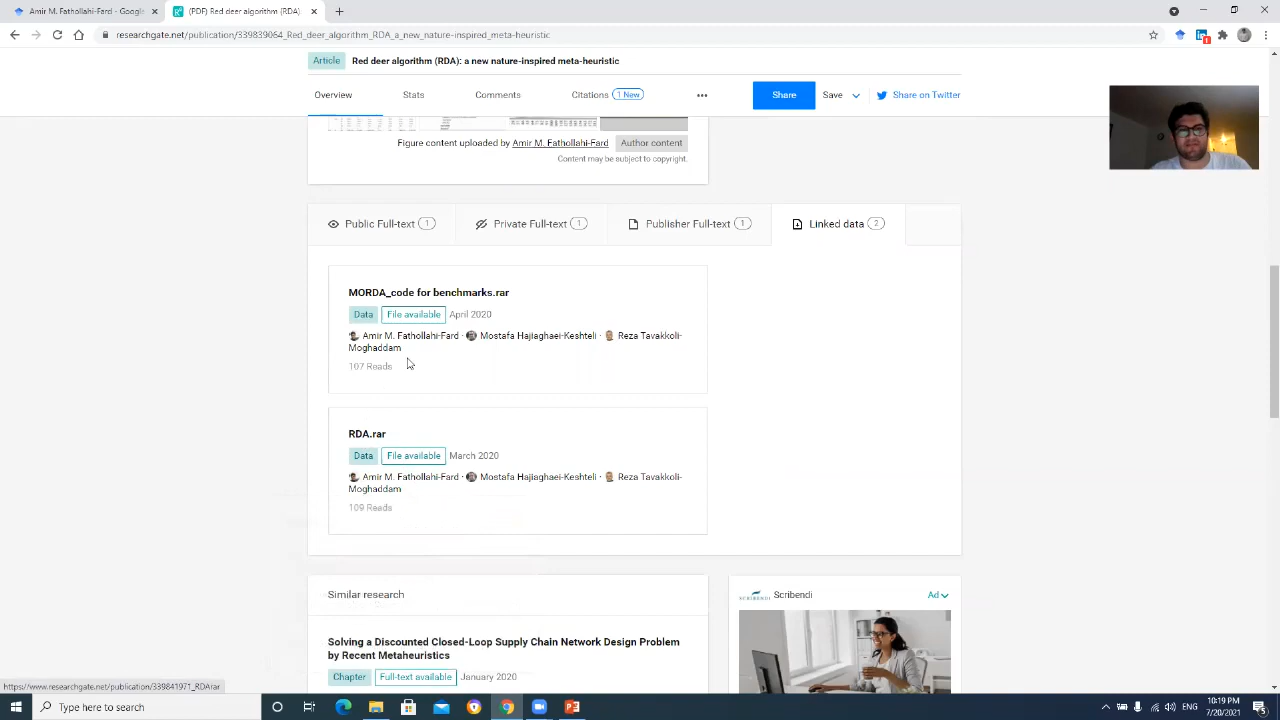 Amir M. Fathollahi-Fard - Google
(PDF) Red deer algorithm (RDA):
researchgate.net/publication/339839064_Red_deer_algorithm_RDA_a_new_nature-inspired_meta-heuristic
Article Red deer algorithm (RDA): a new nature-inspired meta-heuristic
Overview Stats Comments Citations 1 New ••• Share Save Share on Twitter
Figure content uploaded by Amir M. Fathollahi-Fard Author content
Content may be subject to copyright.
Public Full-text 1 Private Full-text 1 Publisher Full-text 1 Linked data 2
MORDA_code for benchmarks.rar
Data File available April 2020
Amir M. Fathollahi-Fard · Mostafa Hajiaghaei-Keshteli · Reza Tavakkoli-
Moghaddam
107 Reads
RDA.rar
Data File available March 2020
Amir M. Fathollahi-Fard · Mostafa Hajiaghaei-Keshteli · Reza Tavakkoli-
Moghaddam
109 Reads
Similar research
SCRIBENDI Scribendi Ad
Solving a Discounted Closed-Loop Supply Chain Network Design Problem
by Recent Metaheuristics
Chapter Full-text available January 2020
https://www.researchgate.net/publication/339841971_RDArar
Type here to search
10:19 PM
7/20/2021
5